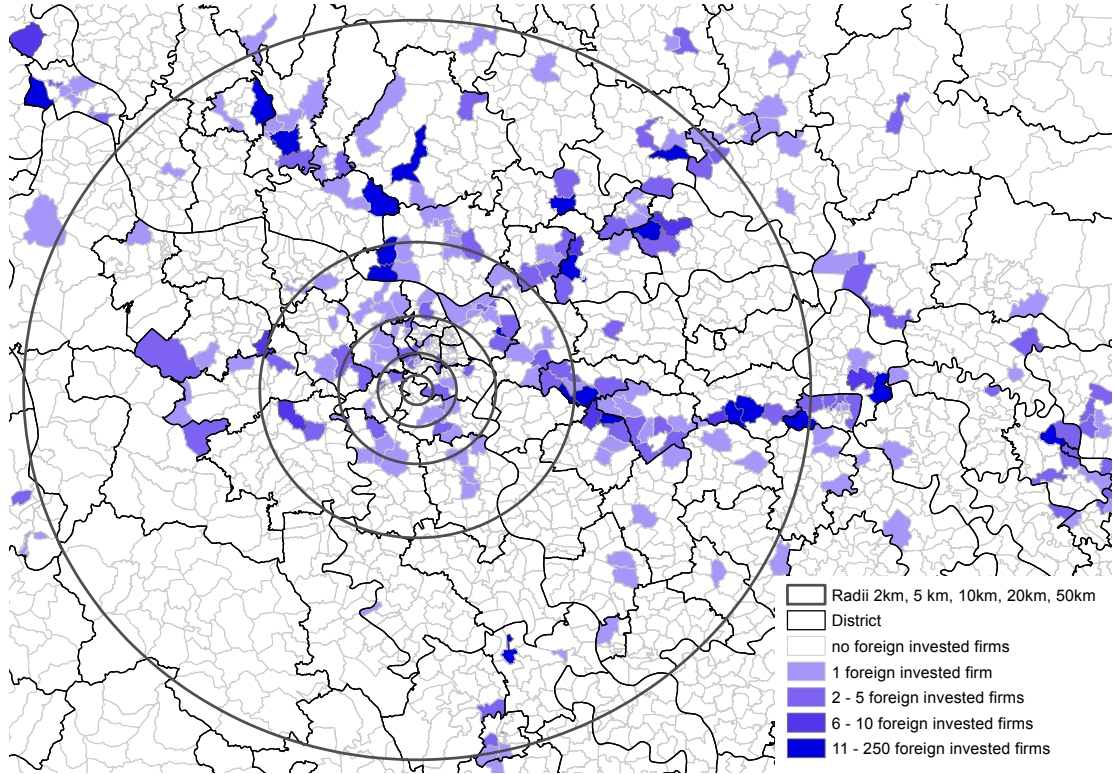 Radii 2km, 5 km, 10km, 20km, 50km
District
no foreign invested firms
1 foreign invested firm
2 - 5 foreign invested firms
6 - 10 foreign invested firms
11 - 250 foreign invested firms